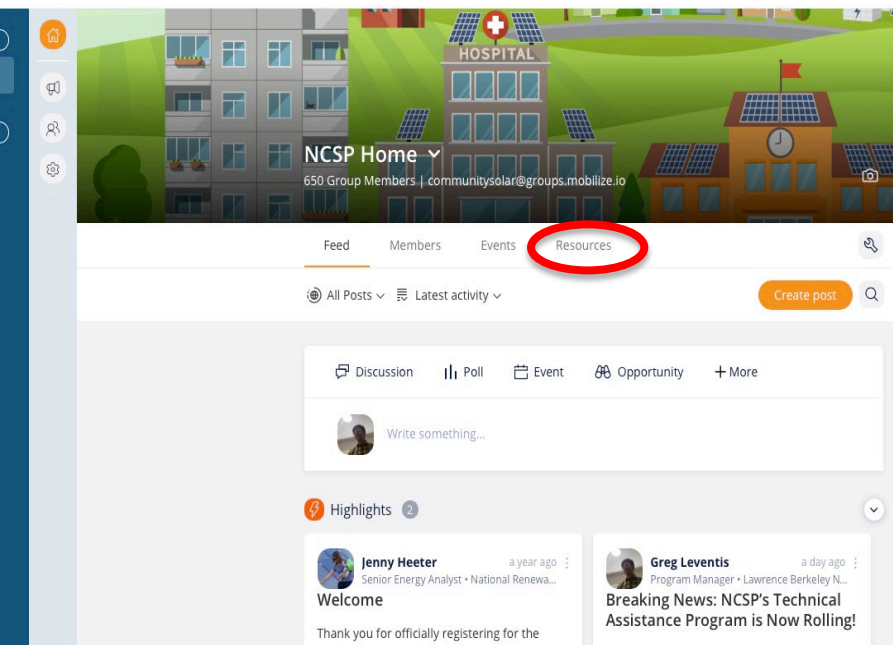 HOSPITAL
NCSP Home
650 Group Members | communitysolar@groups.mobilize.io
Feed Members Events Resources
All Posts Latest activity Create post
Discussion Poll Event Opportunity + More
Write something...
Highlights 2
Jenny Heeter a year ago
Senior Energy Analyst • National Renewa...
Welcome
Thank you for officially registering for the
Greg Leventis a day ago
Program Manager • Lawrence Berkeley N...
Breaking News: NCSP's Technical
Assistance Program is Now Rolling!